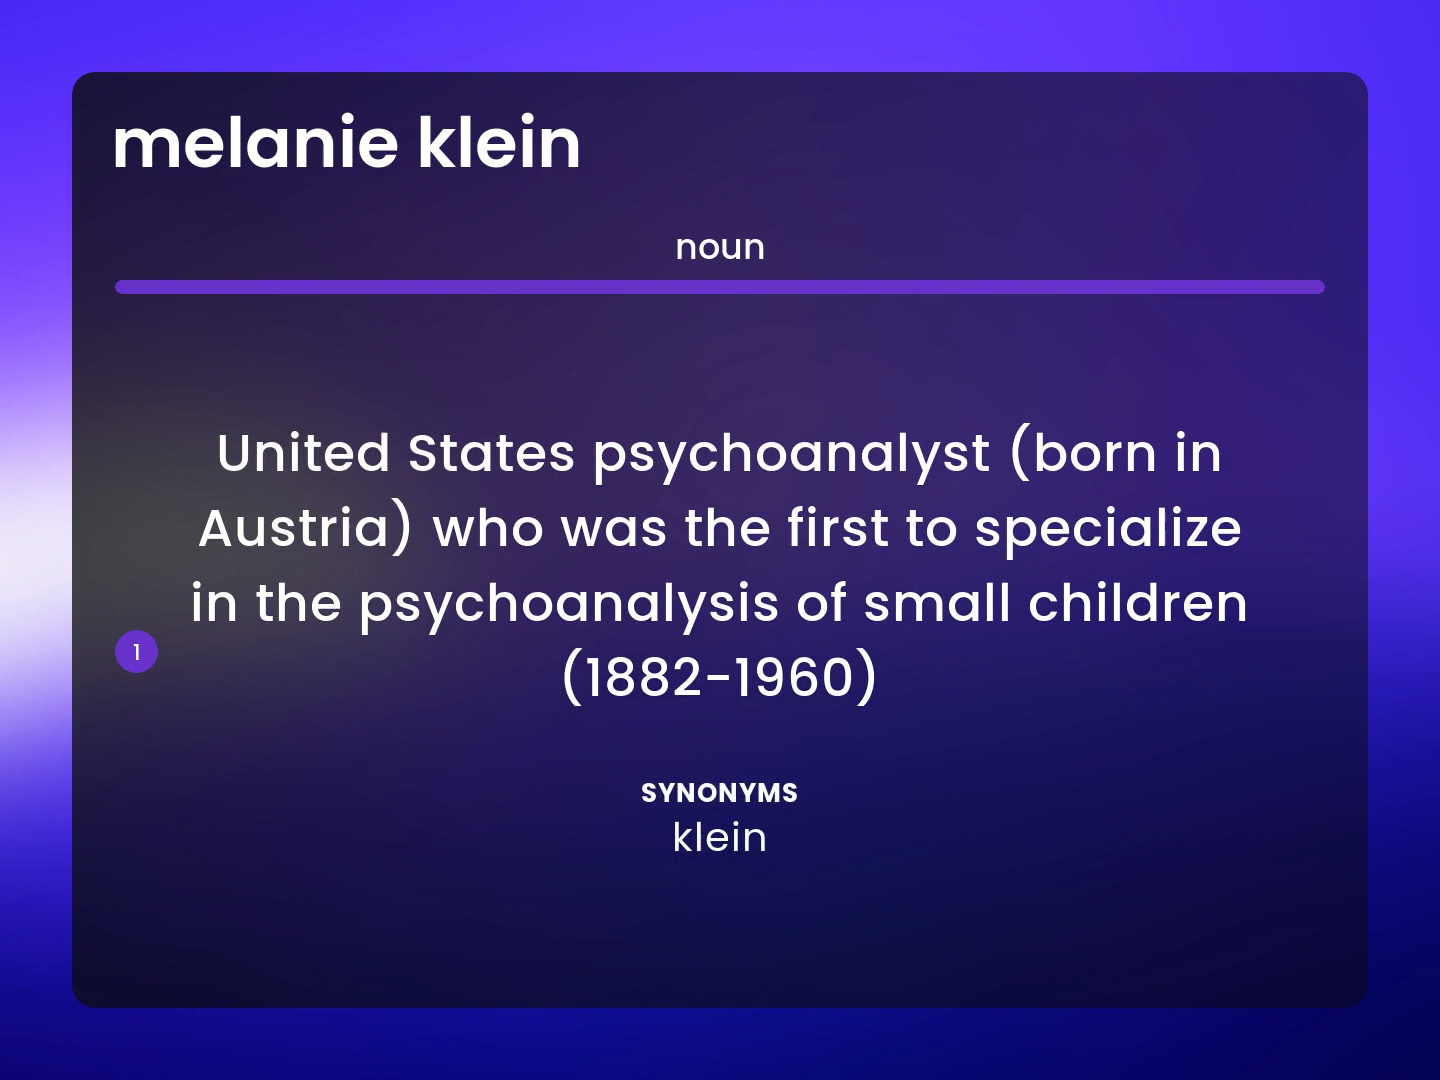 melanie klein
noun
United States psychoanalyst (born in
Austria) who was the first to specialize
in the psychoanalysis of small children
1
(1882-1960)
SYNONYMS
klein